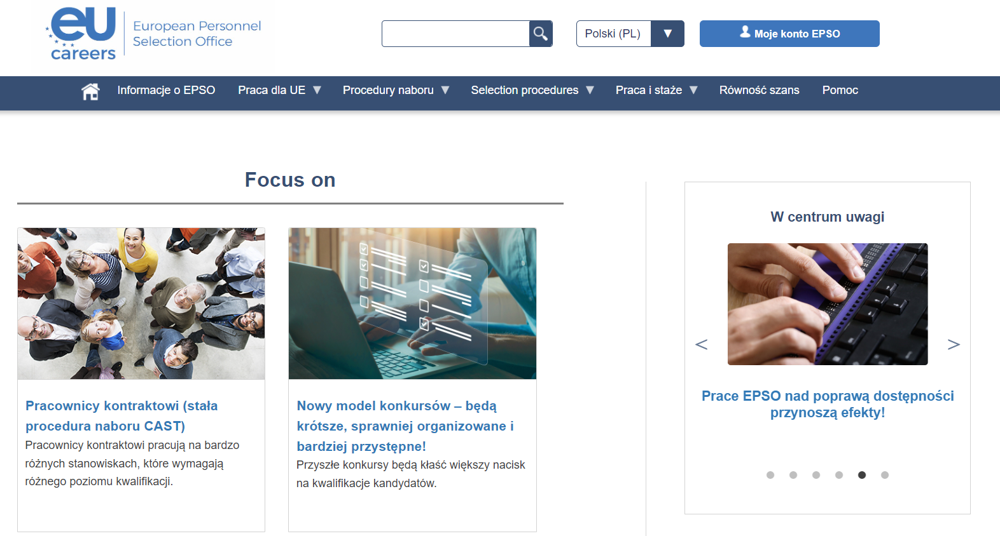 eu
careers
European Personnel
Selection Office
Polski (PL) ▼
Moje konto EPSO
Informacje o EPSO Praca dla UE ▼ Procedury naboru ▼ Selection procedures ▼ Praca i staże ▼ Równość szans Pomoc
Focus on
Pracownicy kontraktowi (stała
procedura naboru CAST)
Pracownicy kontraktowi pracują na bardzo
różnych stanowiskach, które wymagają
różnego poziomu kwalifikacji.
Nowy model konkursów – będą
krótsze, sprawniej organizowane i
bardziej przystępne!
Przyszłe konkursy będą kłaść większy nacisk
na kwalifikacje kandydatów.
W centrum uwagi
< >
Prace EPSO nad poprawą dostępności
przynoszą efekty!